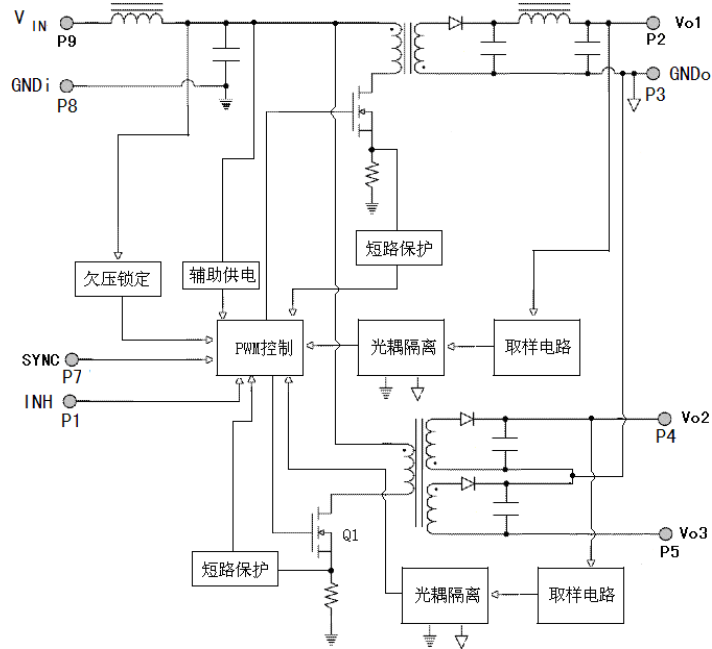 V IN
P9
GNDi
P8
Vo1
P2
GNDo
P3
短路保护
欠压锁定
辅助供电
PWM控制
光耦隔离
取样电路
SYNC
P7
INH
P1
Vo2
P4
Q1
Vo3
P5
短路保护
光耦隔离
取样电路